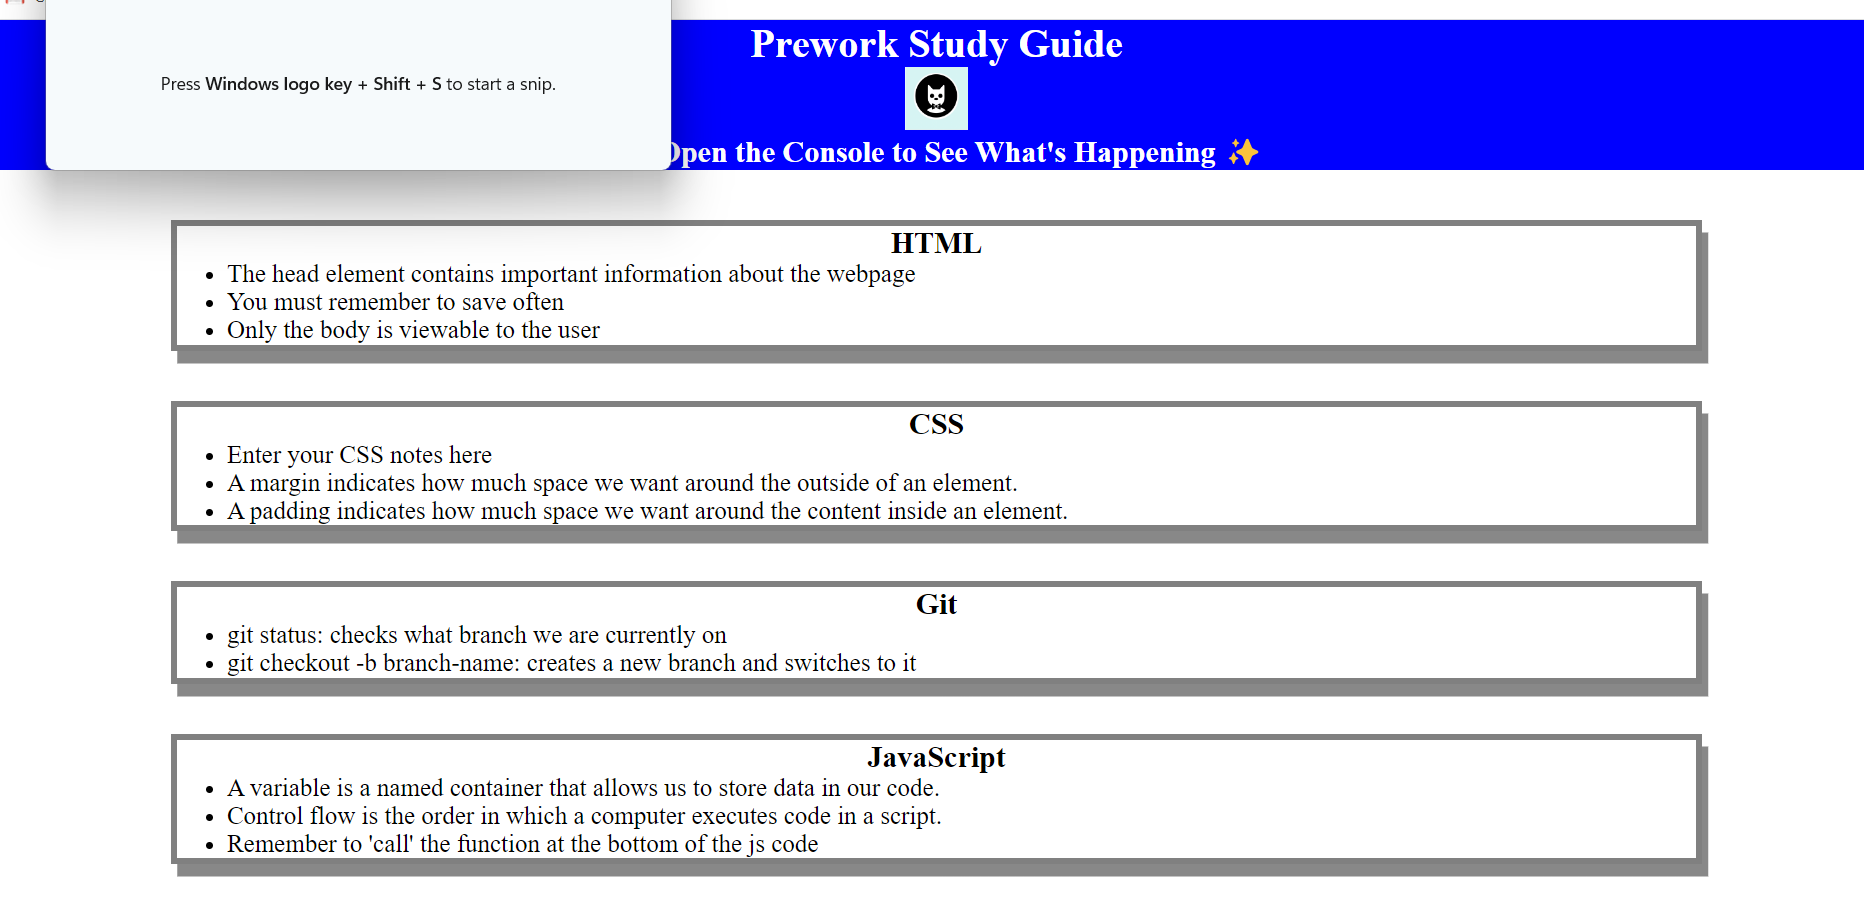 Prework Study Guide
Press Windows logo key + Shift + S to start a snip.
Open the Console to See What's Happening ✨
HTML
• The head element contains important information about the webpage
• You must remember to save often
• Only the body is viewable to the user
CSS
• Enter your CSS notes here
• A margin indicates how much space we want around the outside of an element.
• A padding indicates how much space we want around the content inside an element.
Git
• git status: checks what branch we are currently on
• git checkout -b branch-name: creates a new branch and switches to it
JavaScript
• A variable is a named container that allows us to store data in our code.
• Control flow is the order in which a computer executes code in a script.
• Remember to 'call' the function at the bottom of the js code